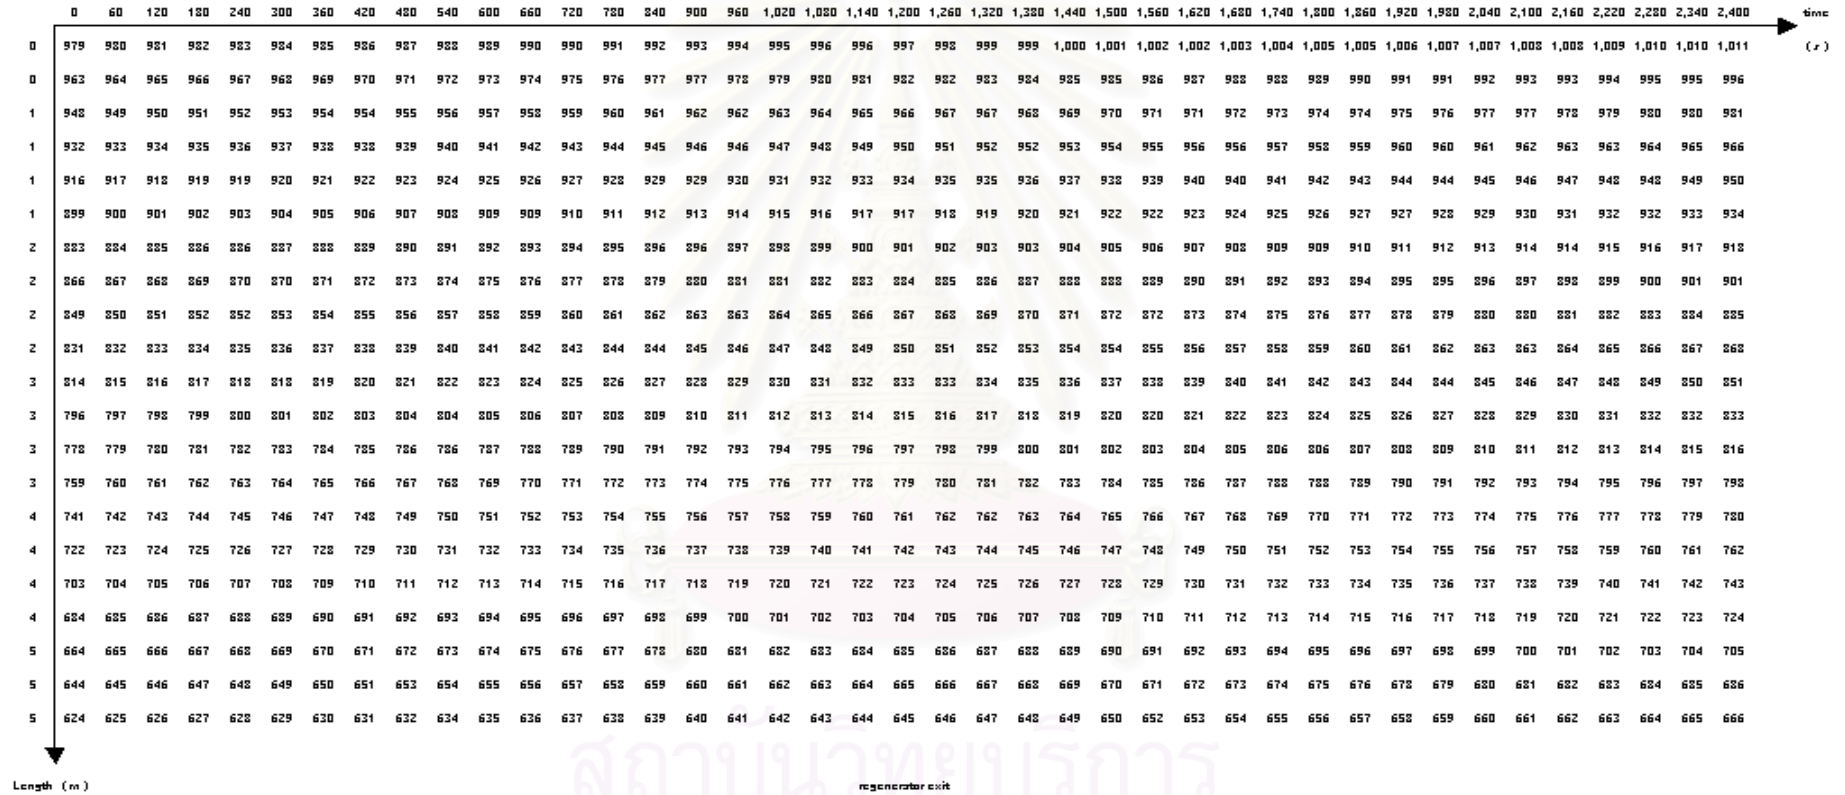 0 60 120 180 240 300 360 420 480 540 600 660 720 780 840 900 960 1,020 1,080 1,140 1,200 1,260 1,320 1,380 1,440 1,500 1,560 1,620 1,680 1,740 1,800 1,860 1,920 1,980 2,040 2,100 2,160 2,220 2,280 2,340 2,400 time
0 979 980 981 982 983 984 985 986 987 988 989 990 990 991 992 993 994 995 996 996 997 998 999 999 1,000 1,001 1,002 1,002 1,003 1,004 1,005 1,005 1,006 1,007 1,007 1,008 1,008 1,009 1,010 1,010 1,011 (s)
0 963 964 965 966 967 968 969 970 971 972 973 974 975 976 977 977 978 979 980 981 982 982 983 984 985 985 986 987 988 988 989 990 991 991 992 993 993 994 995 995 996
1 948 949 950 951 952 953 954 954 955 956 957 958 959 960 961 962 962 963 964 965 966 967 967 968 969 970 971 971 972 973 974 974 975 976 977 977 978 979 980 980 981
1 932 933 934 935 936 937 938 938 939 940 941 942 943 944 945 946 946 947 948 949 950 951 952 952 953 954 955 956 956 957 958 959 960 960 961 962 963 963 964 965 966
1 916 917 918 919 919 920 921 922 923 924 925 926 927 928 929 929 930 931 932 933 934 935 935 936 937 938 939 940 940 941 942 943 944 944 945 946 947 948 948 949 950
1 899 900 901 902 903 904 905 906 907 908 909 909 910 911 912 913 914 915 916 917 917 918 919 920 921 922 922 923 924 925 926 927 927 928 929 930 931 932 932 933 934
2 883 884 885 886 886 887 888 889 890 891 892 893 894 895 896 896 897 898 899 900 901 902 903 903 904 905 906 907 908 909 909 910 911 912 913 914 914 915 916 917 918
2 866 867 868 869 870 870 871 872 873 874 875 876 877 878 879 880 881 881 882 883 884 885 886 887 888 888 889 890 891 892 893 894 895 895 896 897 898 899 900 901 901
2 849 850 851 852 852 853 854 855 856 857 858 859 860 861 862 863 863 864 865 866 867 868 869 870 871 872 872 873 874 875 876 877 878 879 880 880 881 882 883 884 885
2 831 832 833 834 835 836 837 838 839 840 841 842 843 844 844 845 846 847 848 849 850 851 852 853 854 854 855 856 857 858 859 860 861 862 863 863 864 865 866 867 868
3 814 815 816 817 818 818 819 820 821 822 823 824 825 826 827 828 829 830 831 832 833 833 834 835 836 837 838 839 840 841 842 843 844 844 845 846 847 848 849 850 851
3 796 797 798 799 800 801 802 803 804 804 805 806 807 808 809 810 811 812 813 814 815 816 817 818 819 820 820 821 822 823 824 825 826 827 828 829 830 831 832 832 833
3 778 779 780 781 782 783 784 785 786 786 787 788 789 790 791 792 793 794 795 796 797 798 799 800 801 802 803 804 805 806 806 807 808 809 810 811 812 813 814 815 816
3 759 760 761 762 763 764 765 766 767 768 769 770 771 772 773 774 775 776 777 778 779 780 781 782 783 784 785 786 787 788 788 789 790 791 792 793 794 795 796 797 798
4 741 742 743 744 745 746 747 748 749 750 751 752 753 754 755 756 757 758 759 760 761 762 762 763 764 765 766 767 768 769 770 771 772 773 774 775 776 777 778 779 780
4 722 723 724 725 726 727 728 729 730 731 732 733 734 735 736 737 738 739 740 741 742 743 744 745 746 747 748 749 750 751 752 753 754 755 756 757 758 759 760 761 762
4 703 704 705 706 707 708 709 710 711 712 713 714 715 716 717 718 719 720 721 722 723 724 725 726 727 728 729 730 731 732 733 734 735 736 737 738 739 740 741 742 743
4 684 685 686 687 688 689 690 691 692 693 694 695 696 697 698 699 700 701 702 703 704 705 706 707 708 709 710 711 712 713 714 715 716 717 718 719 720 721 722 723 724
5 664 665 666 667 668 669 670 671 672 673 674 675 676 677 678 680 681 682 683 684 685 686 687 688 689 690 691 692 693 694 695 696 697 698 699 700 701 702 703 704 705
5 644 645 646 647 648 649 650 651 653 654 655 656 657 658 659 660 661 662 663 664 665 666 667 668 669 670 671 672 673 674 675 676 678 679 680 681 682 683 684 685 686
5 624 625 626 627 628 629 630 631 632 634 635 636 637 638 639 640 641 642 643 644 645 646 647 648 649 650 652 653 654 655 656 657 658 659 660 661 662 663 664 665 666
สถาบันวิทยบริการ
Length (m) regenerator exit